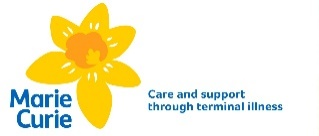 Marie
Curie
Care and support
through terminal illness